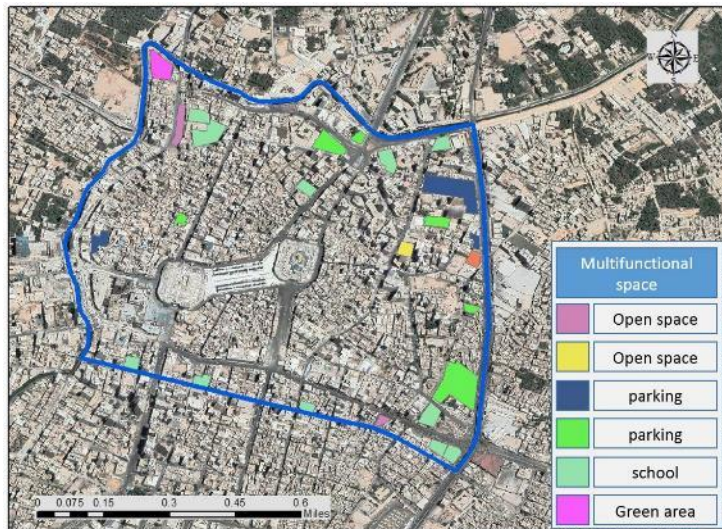 N
W E
S
Multifunctional
space
Open space
Open space
parking
parking
school
Green area
0 0.075 0.15 0.3 0.45 0.6
Miles